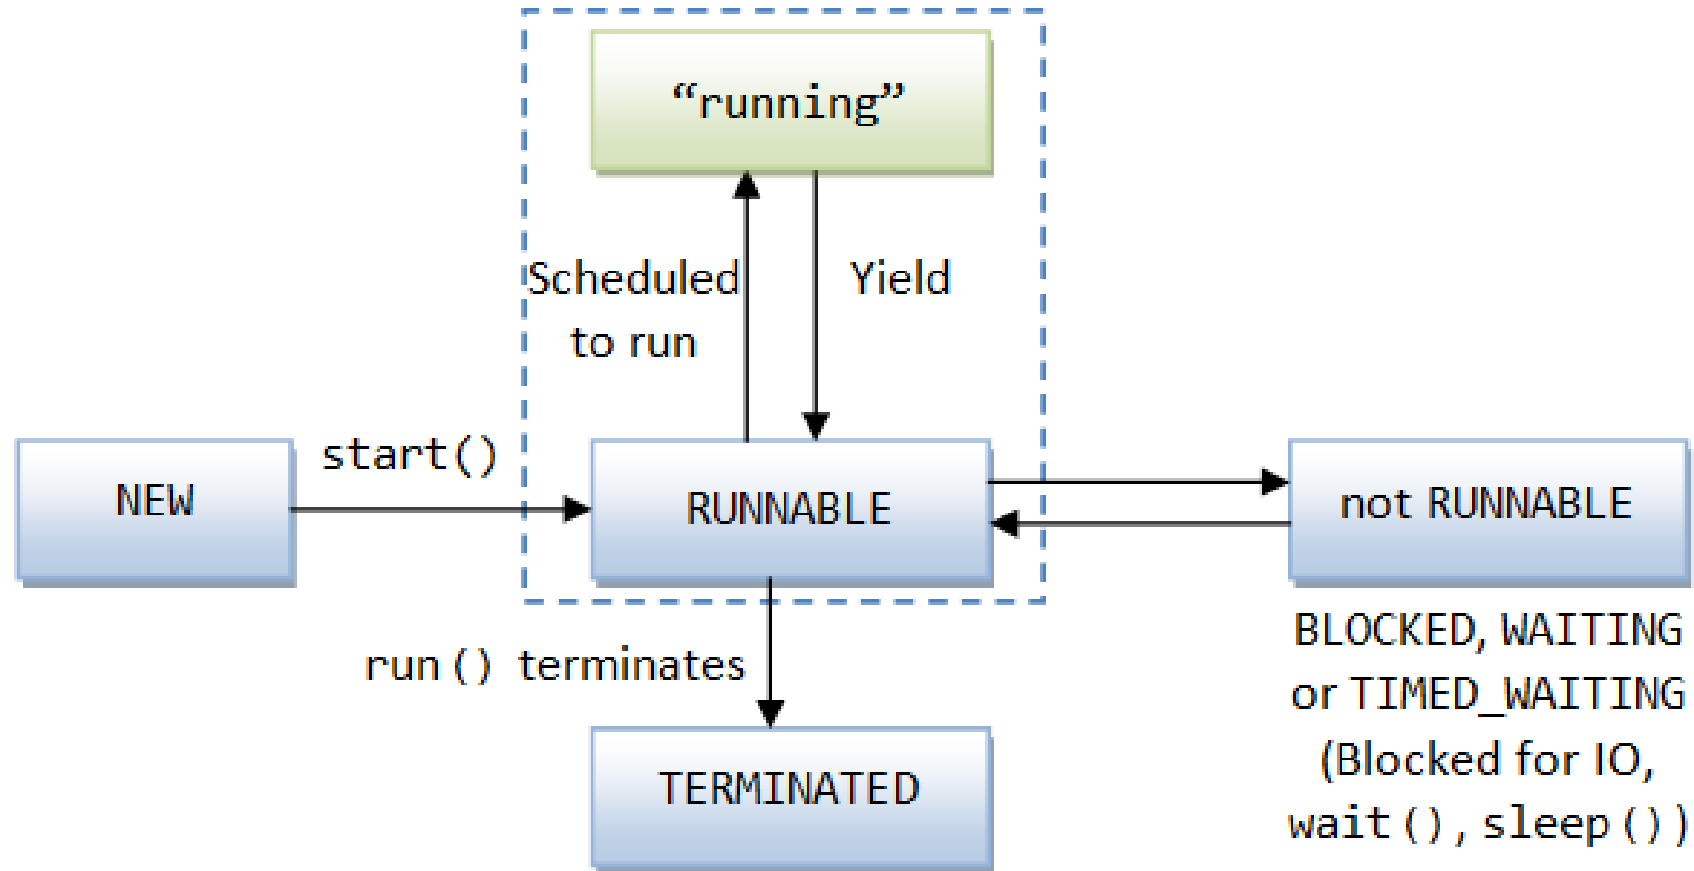 “running”
Scheduled
to run
Yield
start()
NEW
RUNNABLE
not RUNNABLE
run() terminates
TERMINATED
BLOCKED, WAITING
or TIMED_WAITING
(Blocked for IO,
wait(), sleep())